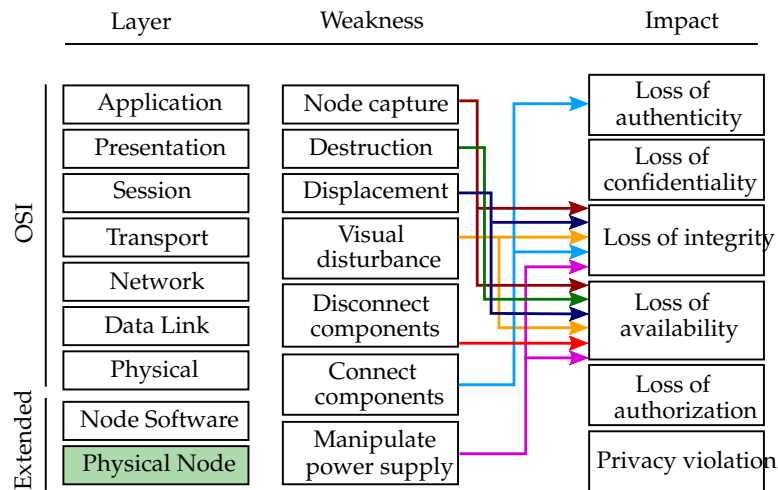 Layer
Weakness
Impact
OSI
Extended
Application
Presentation
Session
Transport
Network
Data Link
Physical
Node Software
Physical Node
Node capture
Destruction
Displacement
Visual
disturbance
Disconnect
components
Connect
components
Manipulate
power supply
Loss of
authenticity
Loss of
confidentiality
Loss of integrity
Loss of
availability
Loss of
authorization
Privacy violation